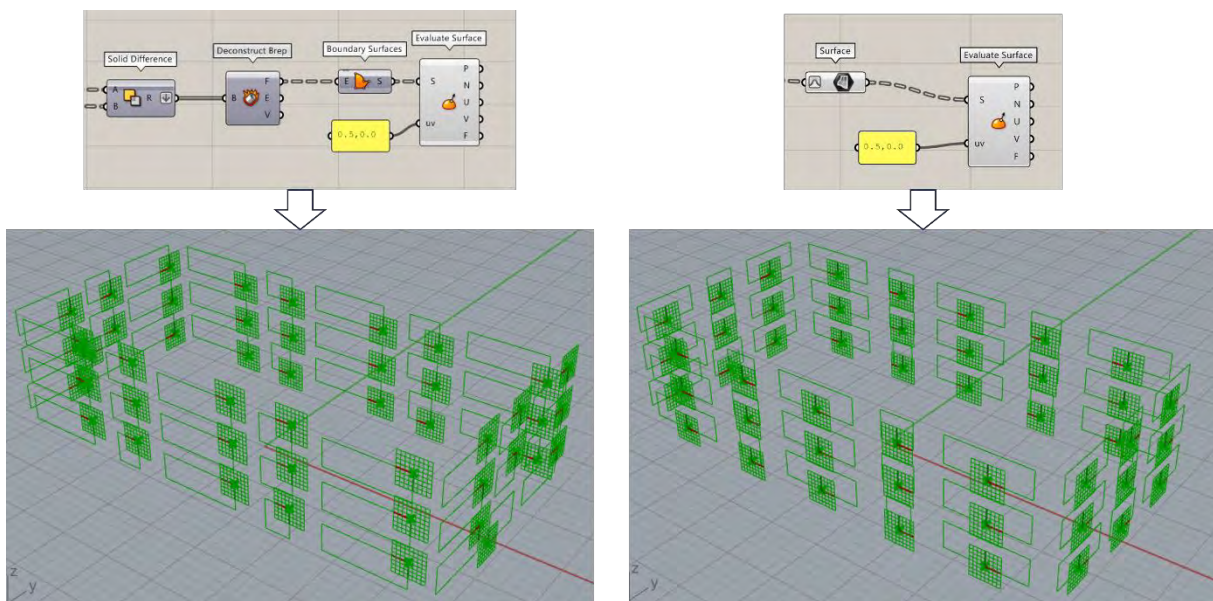 Solid Difference
A
B
R
Deconstruct Brep
B
F
E
V
Boundary Surfaces
E S
Evaluate Surface
S
uv
P
N
U
V
F
0.5,0.0
Surface
Evaluate Surface
S
uv
P
N
U
V
F
0.5,0.0
z
y
z
y